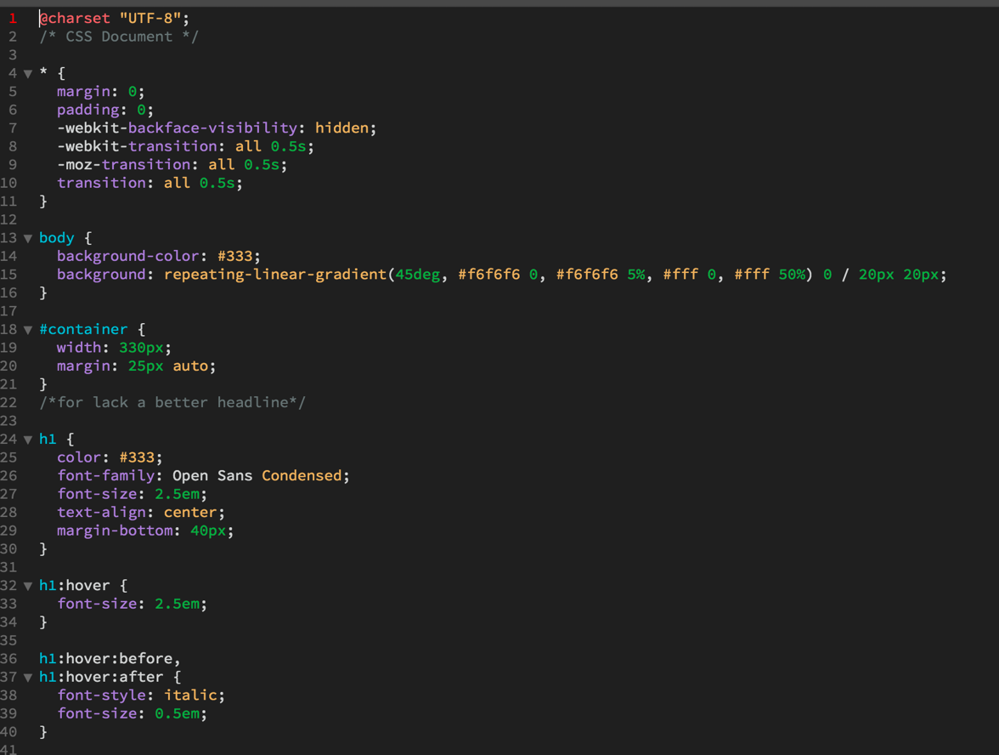 1 @charset "UTF-8";
2 /* CSS Document */
3
4 ▼ * {
5 margin: 0;
6 padding: 0;
7 -webkit-backface-visibility: hidden;
8 -webkit-transition: all 0.5s;
9 -moz-transition: all 0.5s;
10 transition: all 0.5s;
11 }
12
13 ▼ body {
14 background-color: #333;
15 background: repeating-linear-gradient(45deg, #f6f6f6 0, #f6f6f6 5%, #fff 0, #fff 50%) 0 / 20px 20px;
16 }
17
18 ▼ #container {
19 width: 330px;
20 margin: 25px auto;
21 }
22 /*for lack a better headline*/
23
24 ▼ h1 {
25 color: #333;
26 font-family: Open Sans Condensed;
27 font-size: 2.5em;
28 text-align: center;
29 margin-bottom: 40px;
30 }
31
32 ▼ h1:hover {
33 font-size: 2.5em;
34 }
35
36 h1:hover:before,
37 ▼ h1:hover:after {
38 font-style: italic;
39 font-size: 0.5em;
40 }
41